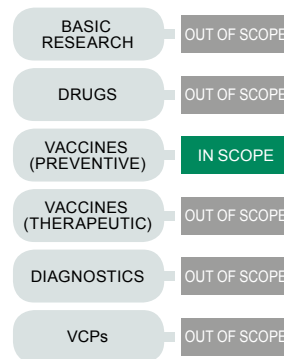 BASIC
RESEARCH
OUT OF SCOPE
DRUGS
OUT OF SCOPE
VACCINES
(PREVENTIVE)
IN SCOPE
VACCINES
(THERAPEUTIC)
OUT OF SCOPE
DIAGNOSTICS
OUT OF SCOPE
VCPs
OUT OF SCOPE